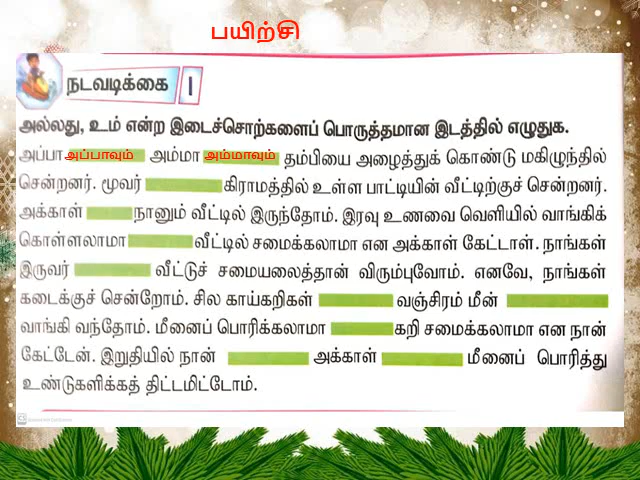 பயிற்சி
நடவடிக்கை 1
அல்லது, உம் என்ற இடைச்சொற்களைப் பொருத்தமான இடத்தில் எழுதுக.
அப்பா அப்பாவும் அம்மா அம்மாவும் தம்பியை அழைத்துக் கொண்டு மகிழுந்தில்
சென்றனர். மூவர் கிராமத்தில் உள்ள பாட்டியின் வீட்டிற்குச் சென்றனர்.
அக்காள் நானும் வீட்டில் இருந்தோம். இரவு உணவை வெளியில் வாங்கிக்
கொள்ளலாமா வீட்டில் சமைக்கலாமா என அக்காள் கேட்டாள். நாங்கள்
இருவர் வீட்டுச் சமையலைத்தான் விரும்புவோம். எனவே, நாங்கள்
கடைக்குச் சென்றோம். சில காய்கறிகள் வஞ்சிரம் மீன்
வாங்கி வந்தோம். மீனைப் பொரிக்கலாமா கறி சமைக்கலாமா என நான்
கேட்டேன். இறுதியில் நான் அக்காள் மீனைப் பொரித்து
உண்டுகளிக்கத் திட்டமிட்டோம்.